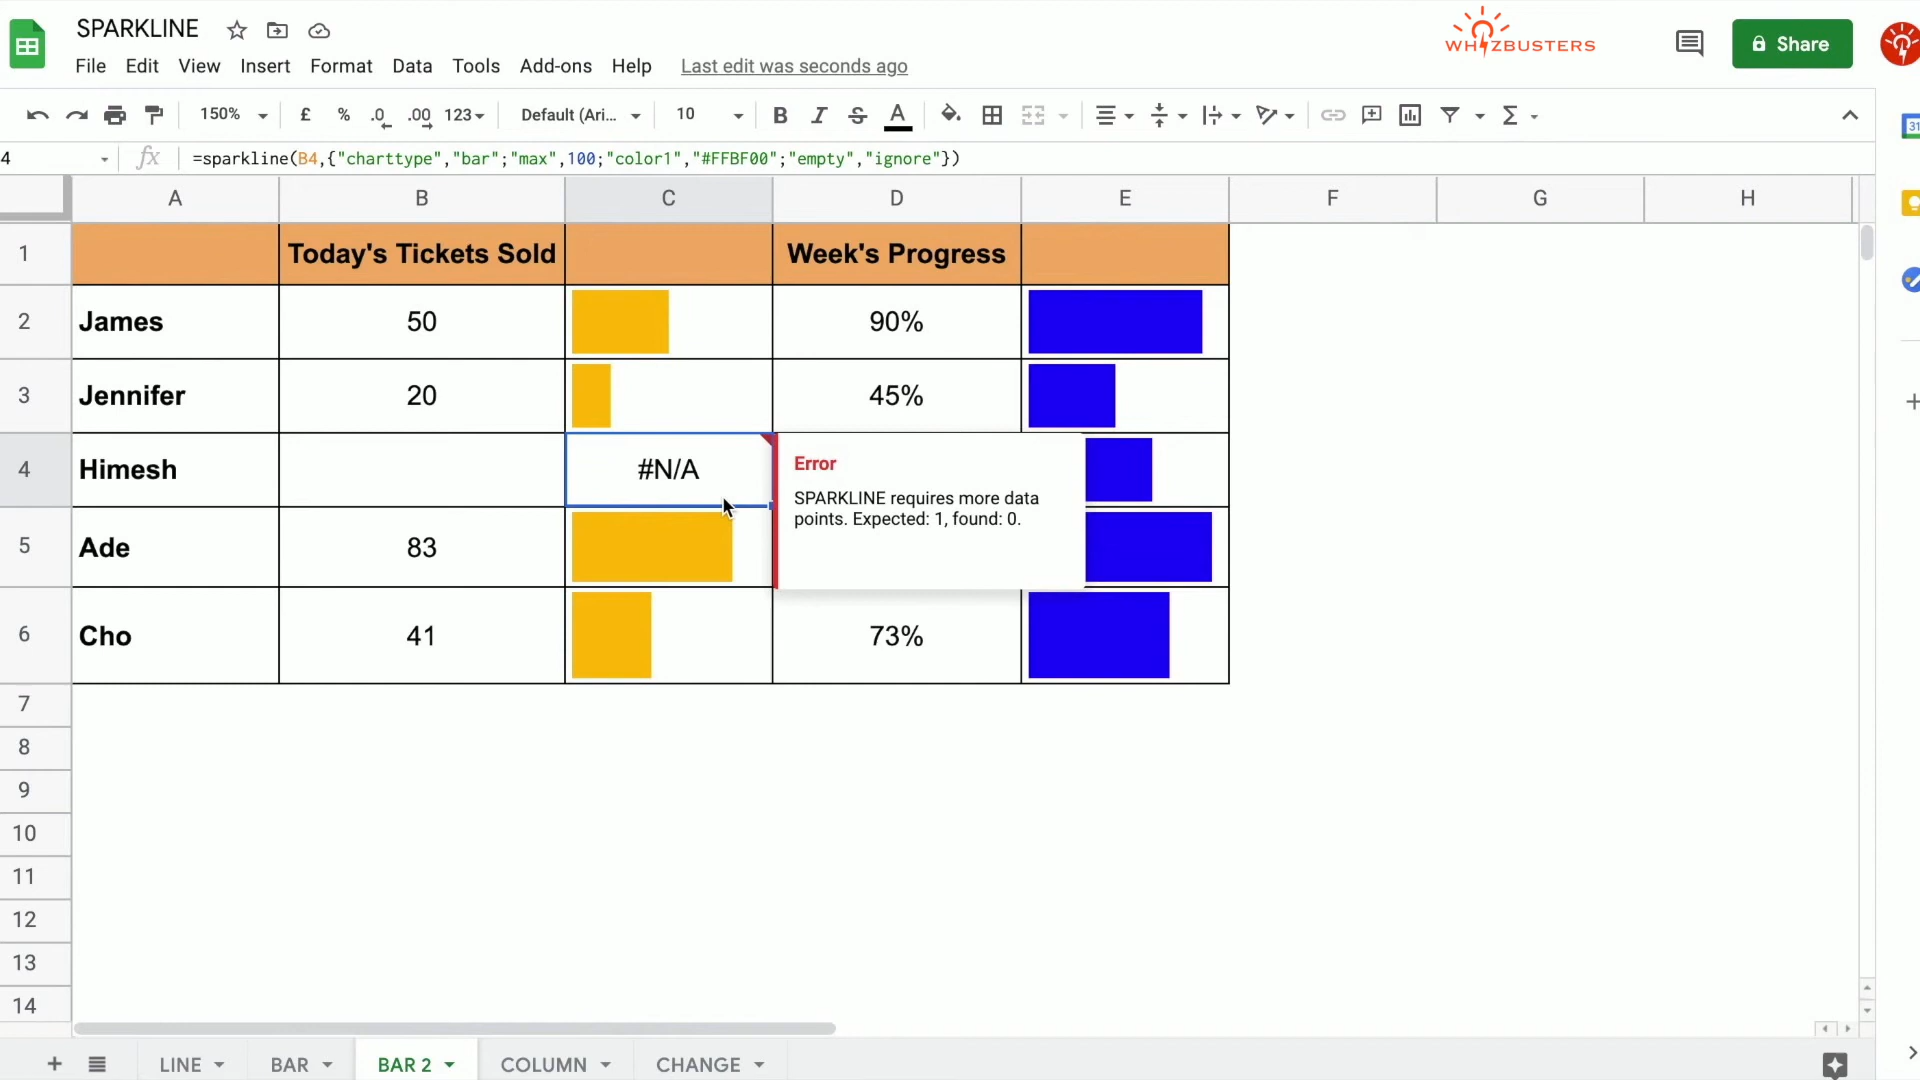 SPARKLINE
WHIZBUSTERS
Share
File Edit View Insert Format Data Tools Add-ons Help Last edit was seconds ago
150% £ % .0 .00 123 Default (Ari... 10 B I S A Σ
31
4 fx =sparkline(B4,{"charttype","bar";"max",100;"color1","#FFBF00";"empty","ignore"})
A B C D E F G H
1 Today's Tickets Sold Week's Progress
2 James 50 90%
3 Jennifer 20 45%
4 Himesh #N/A
Error
SPARKLINE requires more data
points. Expected: 1, found: 0.
5 Ade 83
6 Cho 41 73%
7
8
9
10
11
12
13
14
+ LINE BAR BAR 2 COLUMN CHANGE